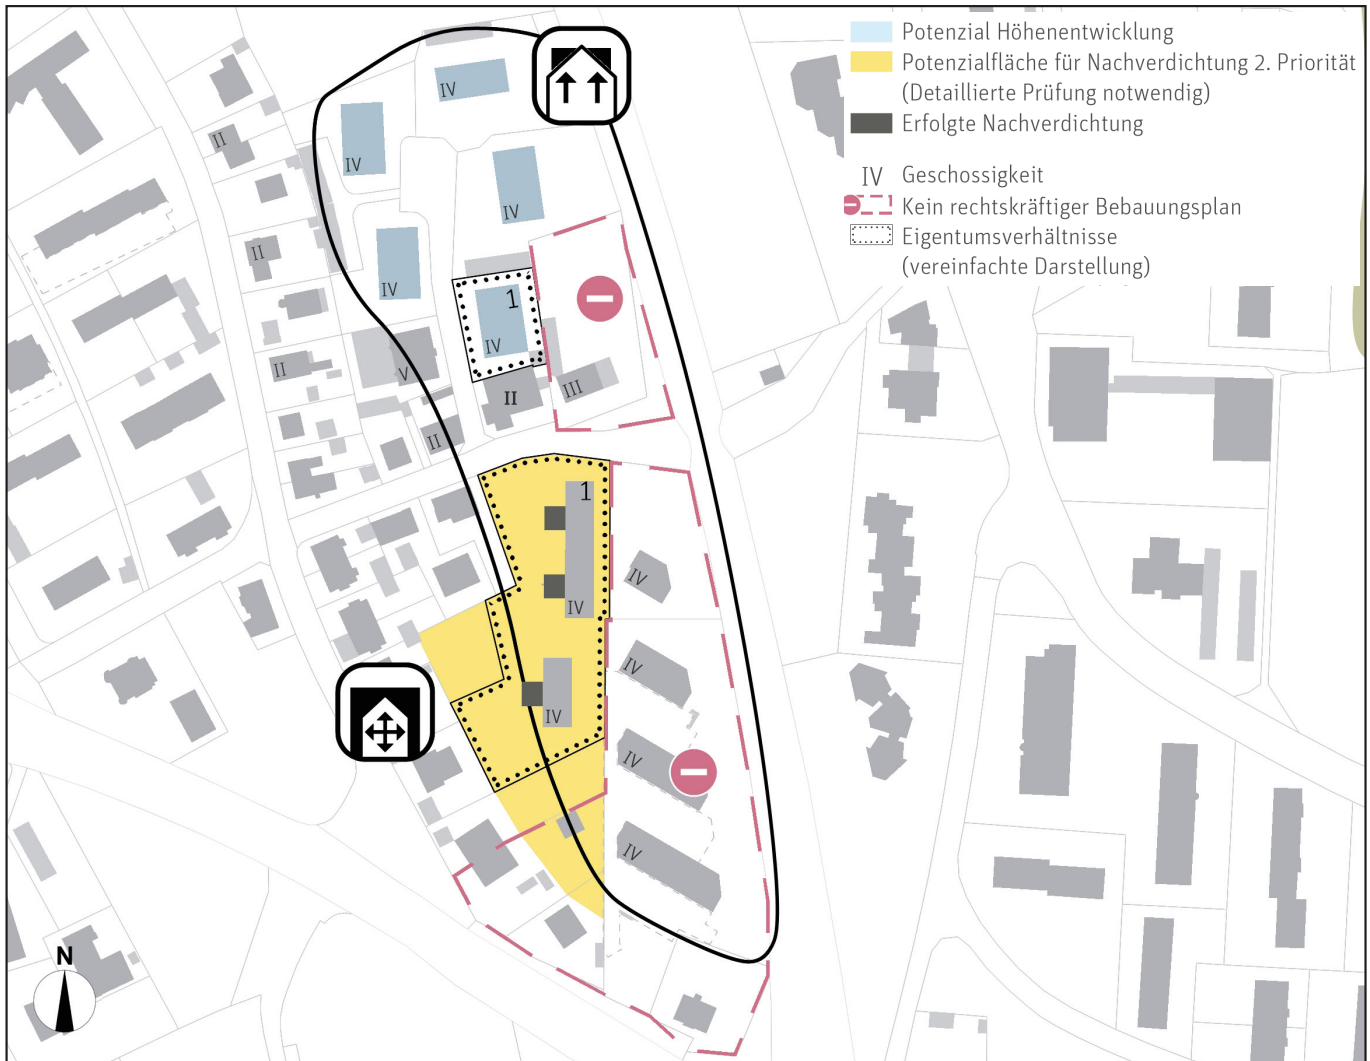 Potenzial Höhenentwicklung
Potenzialfläche für Nachverdichtung 2. Priorität
(Detaillierte Prüfung notwendig)
Erfolgte Nachverdichtung
IV Geschossigkeit
Kein rechtskräftiger Bebauungsplan
Eigentumsverhältnisse
(vereinfachte Darstellung)
IV
II
IV
IV
II
IV
1
IV
II
V
III
II
II
1
IV
IV
IV
IV
IV
IV
N